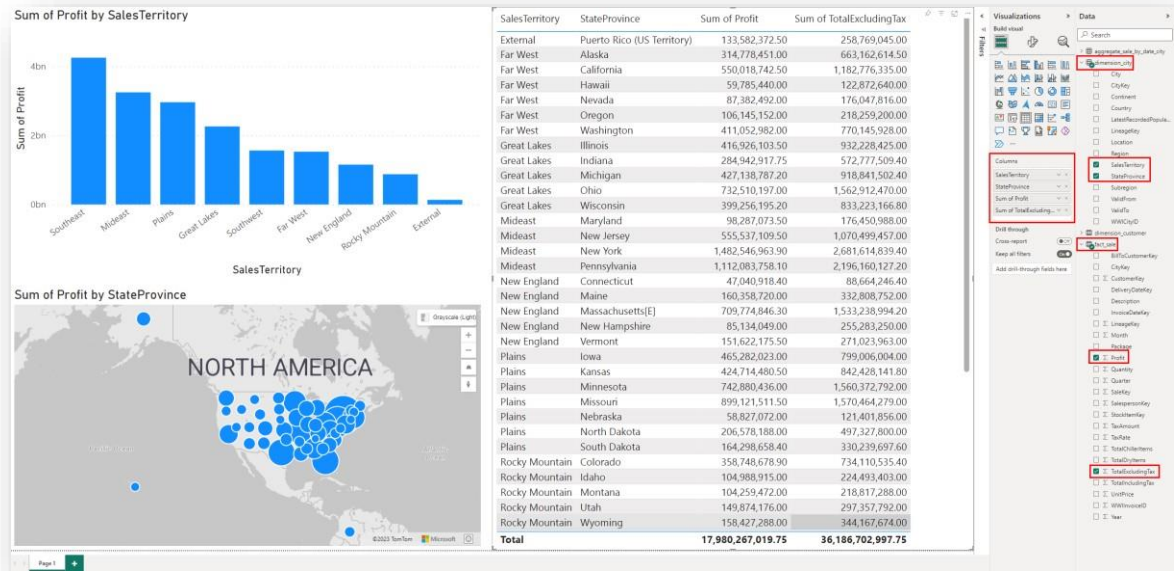 Sum of Profit by SalesTerritory
4bn
2bn
0bn
Sum of Profit
Southeast
Mideast
Plains
Great Lakes
Southwest
Far West
New England
Rocky Mountain
External
SalesTerritory
Sum of Profit by StateProvince
Grayscale (Light)
NORTH AMERICA
©2023 TomTom Microsoft
SalesTerritory StateProvince Sum of Profit Sum of TotalExcludingTax
External Puerto Rico (US Territory) 133,582,372.50 258,769,045.00
Far West Alaska 314,778,451.00 663,162,614.50
Far West California 550,018,742.50 1,182,776,335.00
Far West Hawaii 59,785,440.00 122,872,640.00
Far West Nevada 87,382,492.00 176,047,816.00
Far West Oregon 106,145,152.00 218,259,200.00
Far West Washington 411,052,982.00 770,145,928.00
Great Lakes Illinois 416,926,103.50 932,228,425.00
Great Lakes Indiana 284,942,917.75 572,777,509.40
Great Lakes Michigan 427,138,787.20 918,841,502.40
Great Lakes Ohio 732,510,197.00 1,562,912,470.00
Great Lakes Wisconsin 399,256,195.20 833,223,166.80
Mideast Maryland 98,287,073.50 176,450,988.00
Mideast New Jersey 555,537,109.50 1,070,499,457.00
Mideast New York 1,482,546,963.90 2,681,614,839.40
Mideast Pennsylvania 1,112,083,758.10 2,196,160,127.20
New England Connecticut 47,040,918.40 88,664,246.40
New England Maine 160,358,720.00 332,808,752.00
New England Massachusetts[E] 709,774,846.30 1,533,238,994.20
New England New Hampshire 85,134,049.00 255,283,250.00
New England Vermont 151,622,175.50 271,023,963.00
Plains Iowa 465,282,023.00 799,006,004.00
Plains Kansas 424,714,480.50 842,428,141.80
Plains Minnesota 742,880,436.00 1,560,372,792.00
Plains Missouri 899,121,511.50 1,570,464,279.00
Plains Nebraska 58,827,072.00 121,401,856.00
Plains North Dakota 206,578,188.00 497,327,800.00
Plains South Dakota 164,298,658.40 330,239,697.60
Rocky Mountain Colorado 358,748,678.90 734,110,535.40
Rocky Mountain Idaho 104,988,915.00 224,493,403.00
Rocky Mountain Montana 104,259,472.00 218,817,288.00
Rocky Mountain Utah 149,874,176.00 297,357,792.00
Rocky Mountain Wyoming 158,427,288.00 344,167,674.00
Total 17,980,267,019.75 36,186,702,997.75
Filters
Visualizations
Build visual
Columns
SalesTerritory
StateProvince
Sum of Profit
Sum of TotalExcluding...
Drill through
Cross-report
Keep all filters
Add drill-through fields here
Data
Search
aggregate_sale_by_date_city
dimension_city
City
CityKey
Continent
Country
LatestRecordedPopula...
LineageKey
Location
Region
SalesTerritory
StateProvince
Subregion
ValidFrom
ValidTo
WWICityID
dimension_customer
fact_sale
BillToCustomerKey
CityKey
CustomerKey
DeliveryDateKey
Description
InvoiceDateKey
LineageKey
Month
Package
Profit
Quantity
Quarter
SaleKey
SalespersonKey
StockItemKey
TaxAmount
TaxRate
TotalChillerItems
TotalDryItems
TotalExcludingTax
TotalIncludingTax
UnitPrice
WWIInvoiceID
Year
Page 1